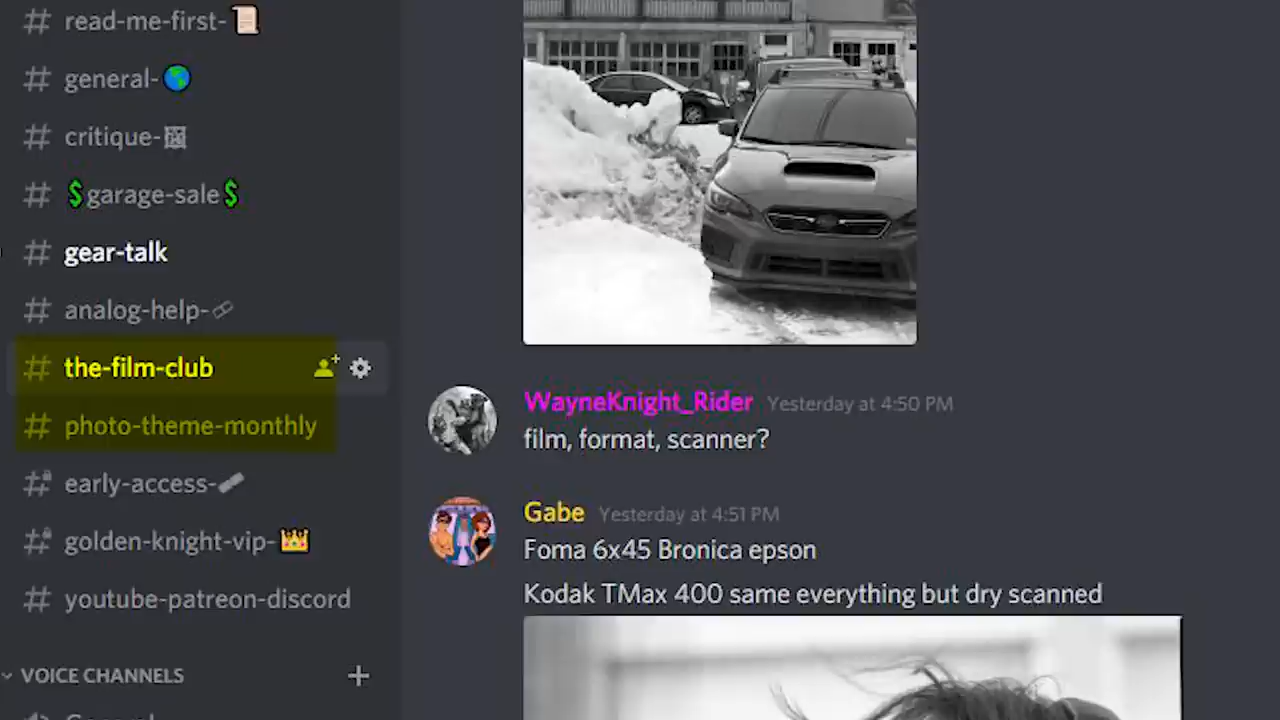 read-me-first-📜
general-🌎
critique-🖼
💲garage-sale💲
gear-talk
analog-help-
the-film-club
photo-theme-monthly
early-access-
golden-knight-vip-👑
youtube-patreon-discord
VOICE CHANNELS
General
WayneKnight_Rider Yesterday at 4:50 PM
film, format, scanner?
Gabe Yesterday at 4:51 PM
Foma 6x45 Bronica epson
Kodak TMax 400 same everything but dry scanned